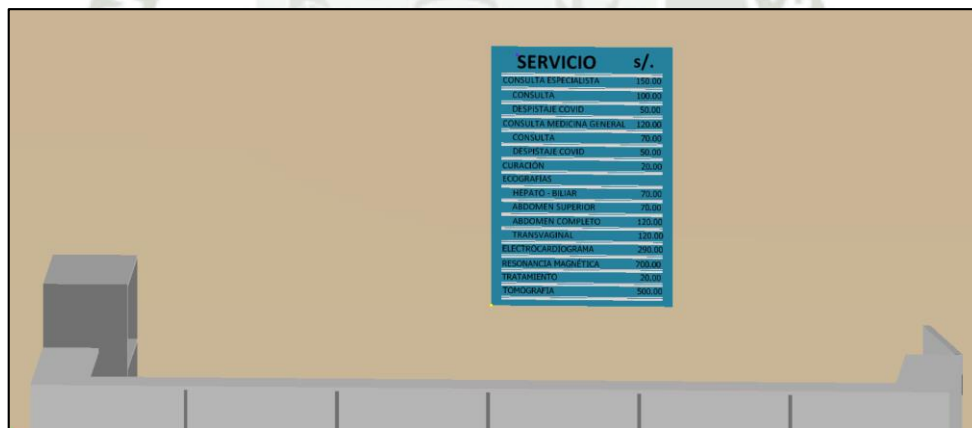 SERVICIO s/.
CONSULTA ESPECIALISTA 150.00
CONSULTA 100.00
DESPISTAJE COVID 50.00
CONSULTA MEDICINA GENERAL 120.00
CONSULTA 70.00
DESPISTAJE COVID 50.00
CURACIÓN 20.00
ECOGRAFIAS
HEPATO - BILIAR 70.00
ABDOMEN SUPERIOR 70.00
ABDOMEN COMPLETO 120.00
TRANSVAGINAL 120.00
ELECTROCARDIOGRAMA 290.00
RESONANCIA MAGNÉTICA 700.00
TRATAMIENTO 20.00
TOMOGRAFIA 500.00